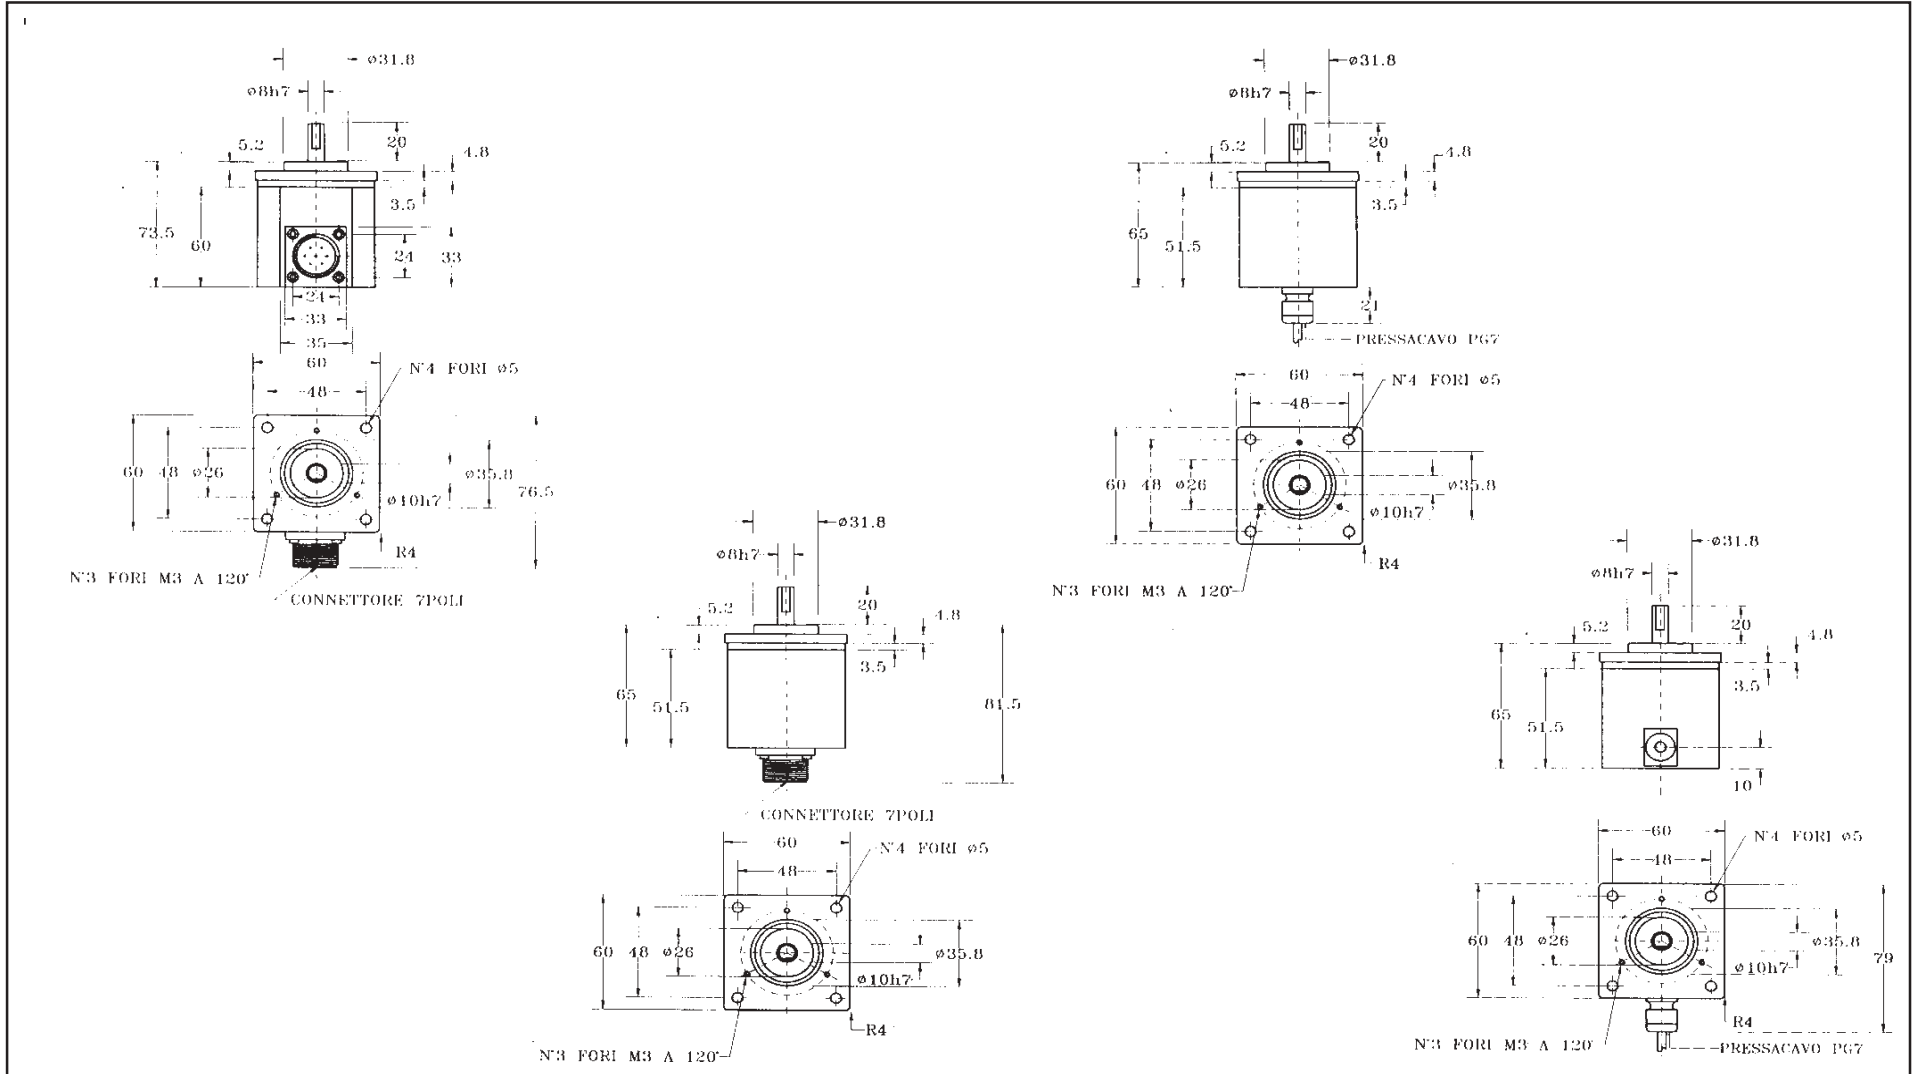 ø31.8
ø8h7
5.2
20
4.8
3.5
73.5
60
24
33
24
33
35
60
N°4 FORI ø5
48
60
48
ø26
ø35.8
76.5
ø10h7
R4
N°3 FORI M3 A 120°
CONNETTORE 7POLI
ø31.8
ø8h7
5.2
20
4.8
3.5
65
51.5
81.5
CONNETTORE 7POLI
60
N°4 FORI ø5
48
60
48
ø26
ø35.8
ø10h7
R4
N°3 FORI M3 A 120°
ø31.8
ø8h7
5.2
20
4.8
3.5
65
51.5
21
PRESSACAVO PG7
60
N°4 FORI ø5
48
60
48
ø26
ø35.8
ø10h7
R4
N°3 FORI M3 A 120°
ø31.8
ø8h7
5.2
20
4.8
3.5
65
51.5
10
60
N°4 FORI ø5
48
60
48
ø26
ø35.8
79
ø10h7
R4
N°3 FORI M3 A 120°
PRESSACAVO PG7